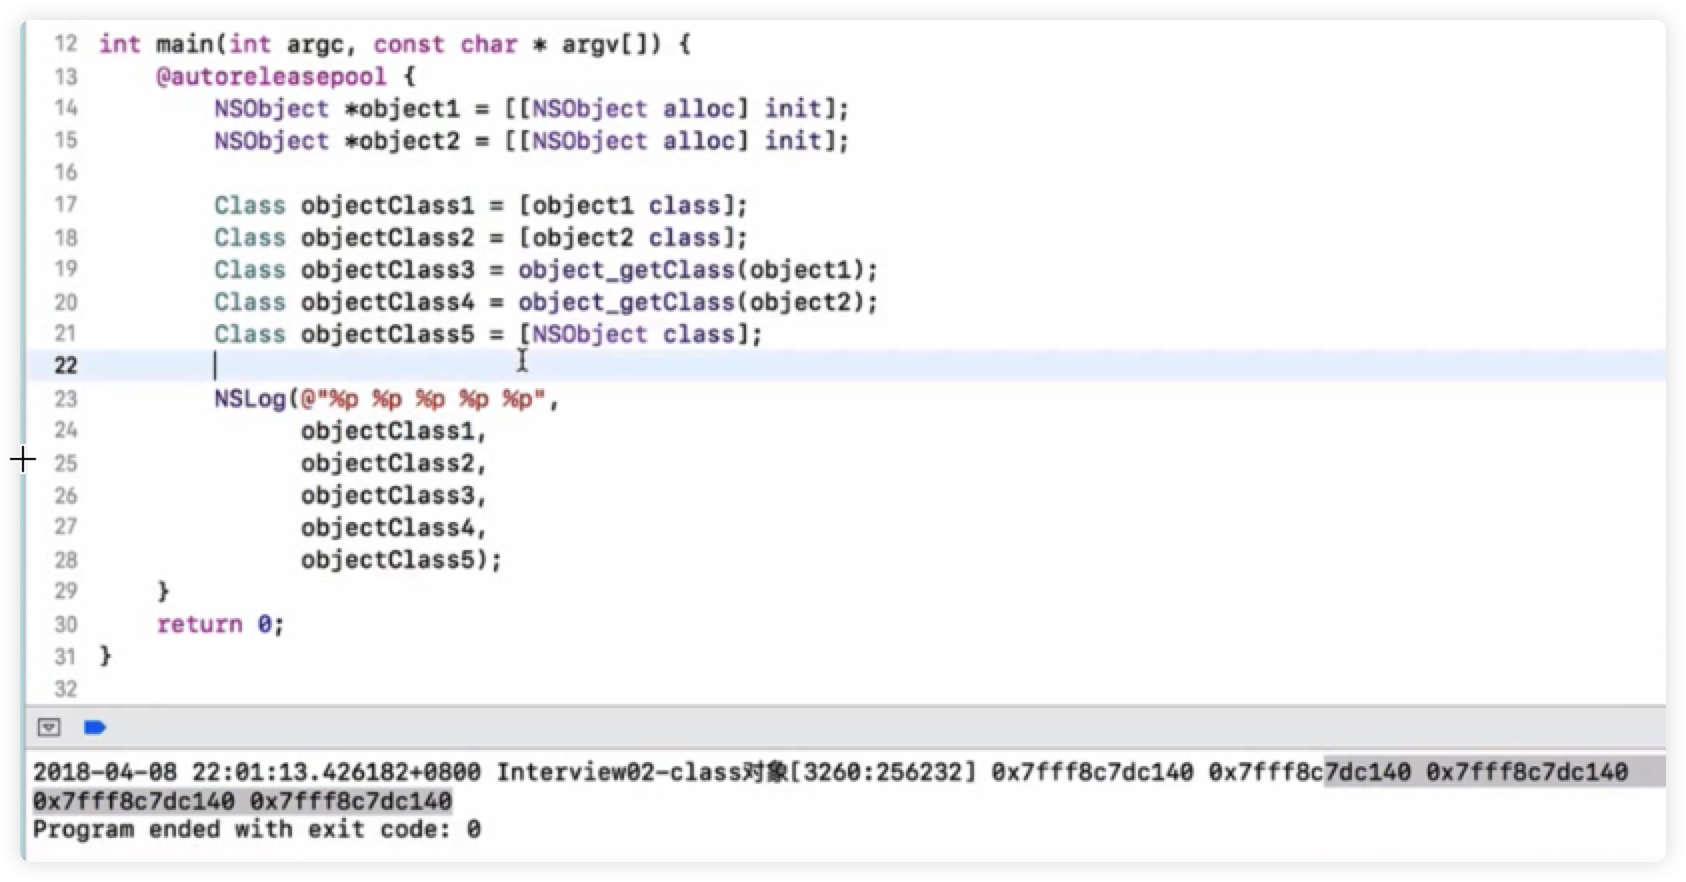 12 int main(int argc, const char * argv[]) {
13 @autoreleasepool {
14 NSObject *object1 = [[NSObject alloc] init];
15 NSObject *object2 = [[NSObject alloc] init];
16
17 Class objectClass1 = [object1 class];
18 Class objectClass2 = [object2 class];
19 Class objectClass3 = object_getClass(object1);
20 Class objectClass4 = object_getClass(object2);
21 Class objectClass5 = [NSObject class];
22
23 NSLog(@"%p %p %p %p %p",
24 objectClass1,
25 objectClass2,
26 objectClass3,
27 objectClass4,
28 objectClass5);
29 }
30 return 0;
31 }
32
2018-04-08 22:01:13.426182+0800 Interview02-class对象[3260:256232] 0x7fff8c7dc140 0x7fff8c7dc140 0x7fff8c7dc140
0x7fff8c7dc140 0x7fff8c7dc140
Program ended with exit code: 0